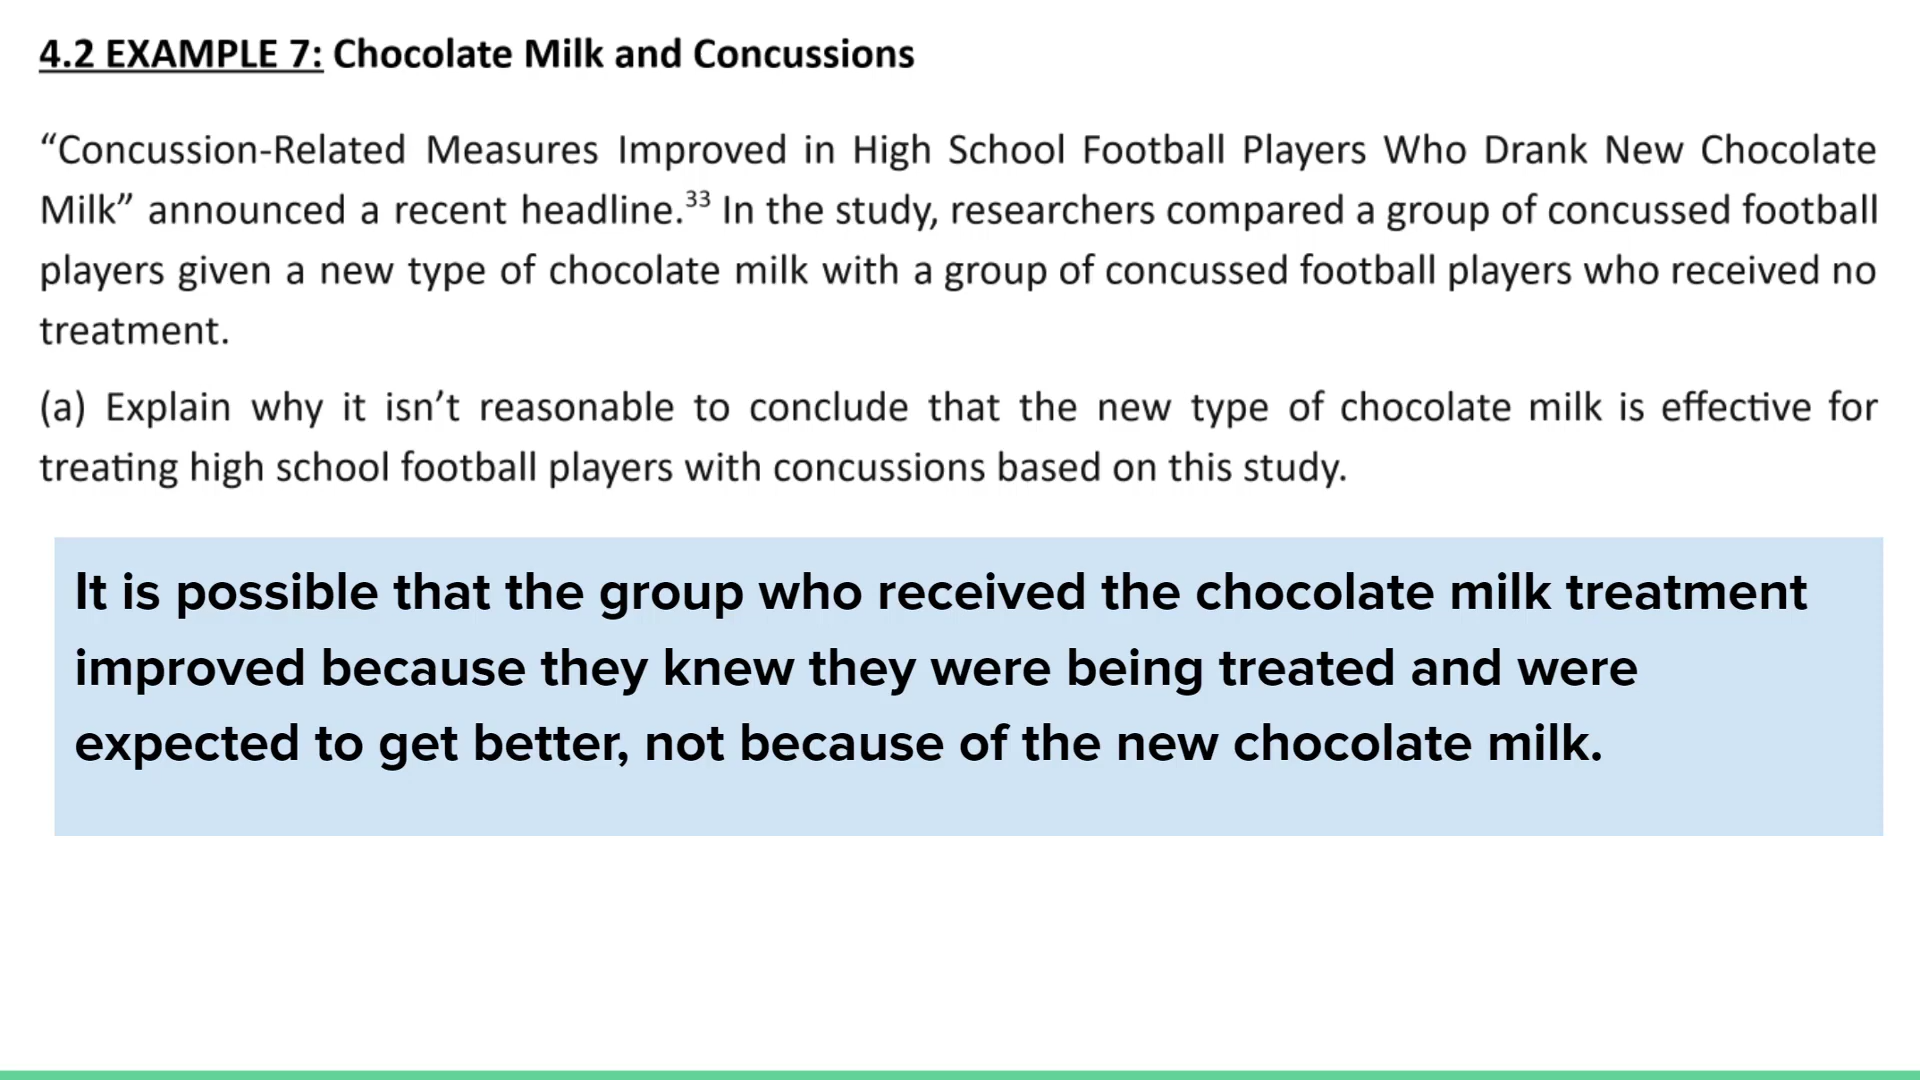 4.2 EXAMPLE 7: Chocolate Milk and Concussions
“Concussion-Related Measures Improved in High School Football Players Who Drank New Chocolate
Milk” announced a recent headline.³³ In the study, researchers compared a group of concussed football
players given a new type of chocolate milk with a group of concussed football players who received no
treatment.
(a) Explain why it isn’t reasonable to conclude that the new type of chocolate milk is effective for
treating high school football players with concussions based on this study.
It is possible that the group who received the chocolate milk treatment
improved because they knew they were being treated and were
expected to get better, not because of the new chocolate milk.